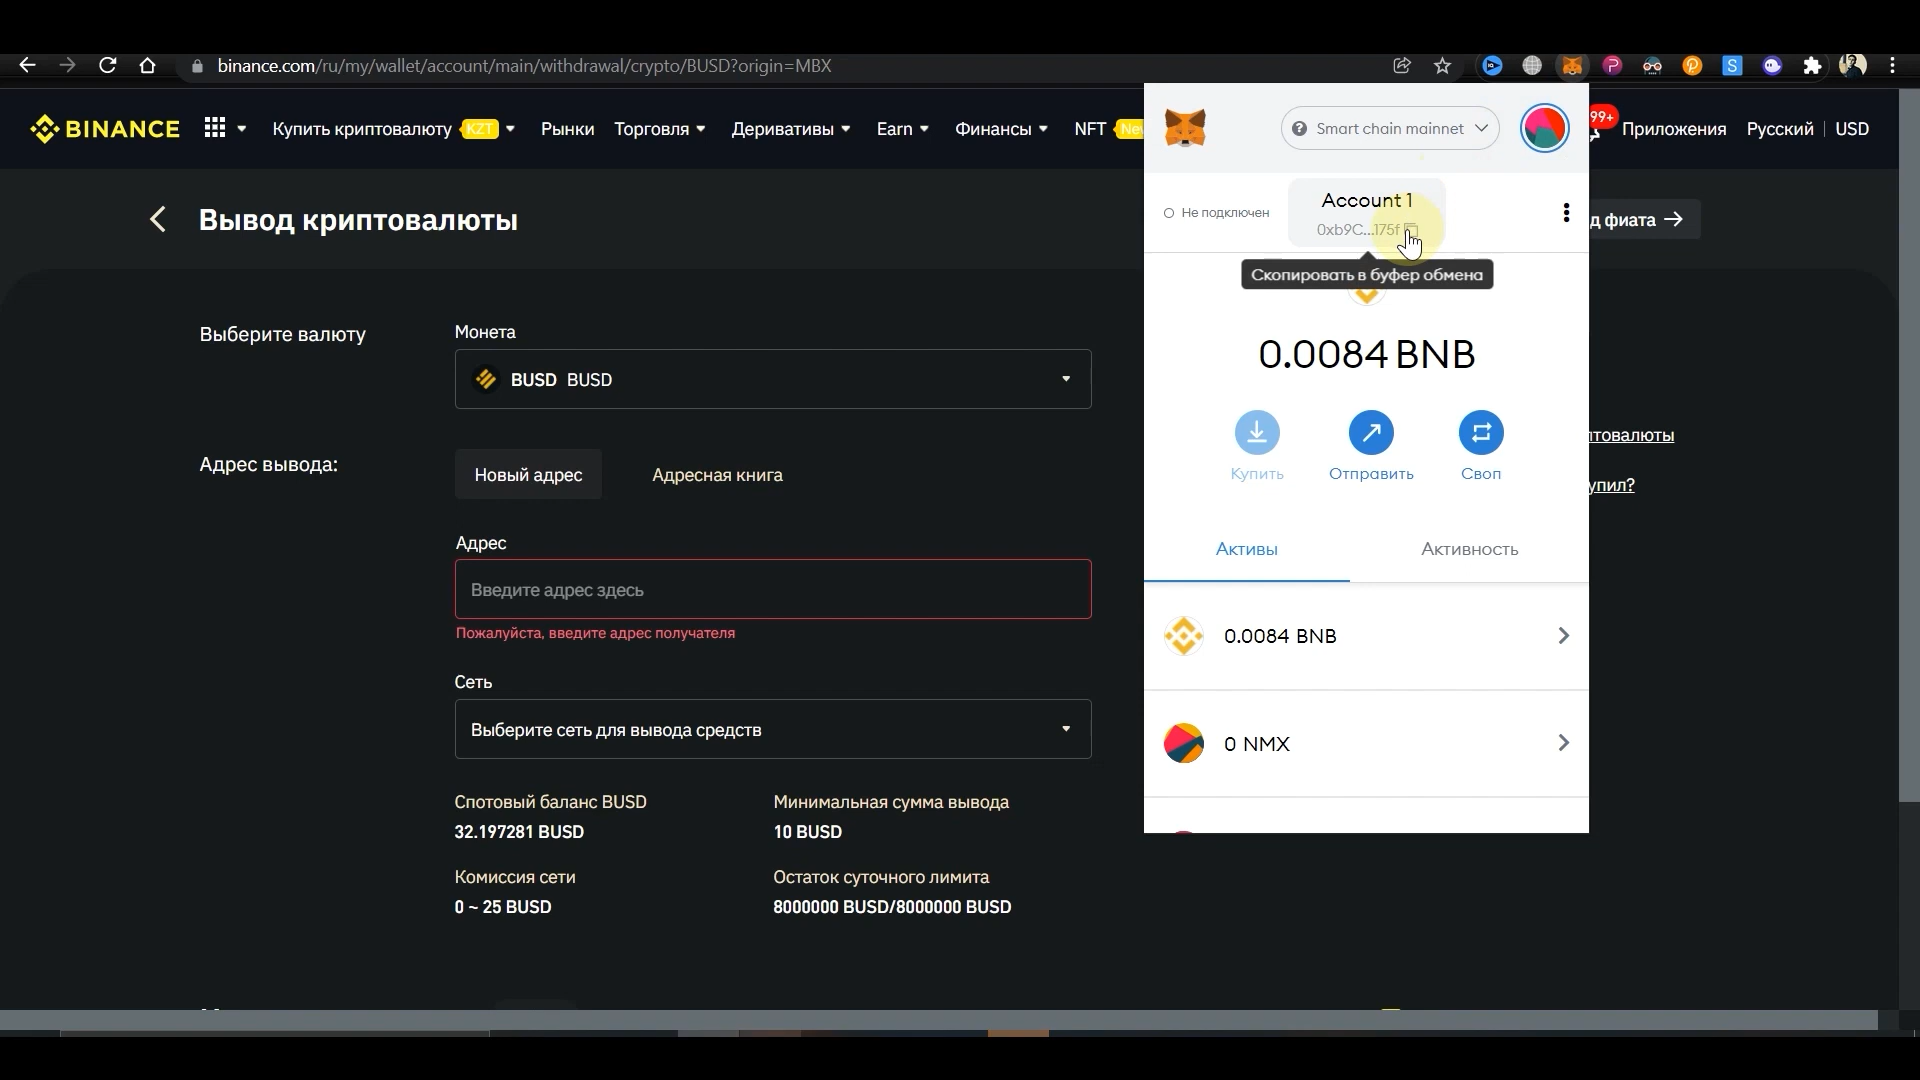 binance.com/ru/my/wallet/account/main/withdrawal/crypto/BUSD?origin=MBX
BINANCE
Купить криптовалюту KZT
Рынки
Торговля
Деривативы
Earn
Финансы
NFT
99+
Приложения
Русский
USD
Вывод криптовалюты
д фиата
Выберите валюту
Монета
BUSD BUSD
Адрес вывода:
Новый адрес
Адресная книга
Адрес
Введите адрес здесь
Пожалуйста, введите адрес получателя
Сеть
Выберите сеть для вывода средств
Спотовый баланс BUSD
32.197281 BUSD
Минимальная сумма вывода
10 BUSD
Комиссия сети
0 ~ 25 BUSD
Остаток суточного лимита
8000000 BUSD/8000000 BUSD
Smart chain mainnet
Не подключен
Account 1
0xb9C...175f
Скопировать в буфер обмена
0.0084 BNB
Купить
Отправить
Своп
Активы
Активность
0.0084 BNB
0 NMX
птовалюты
упил?